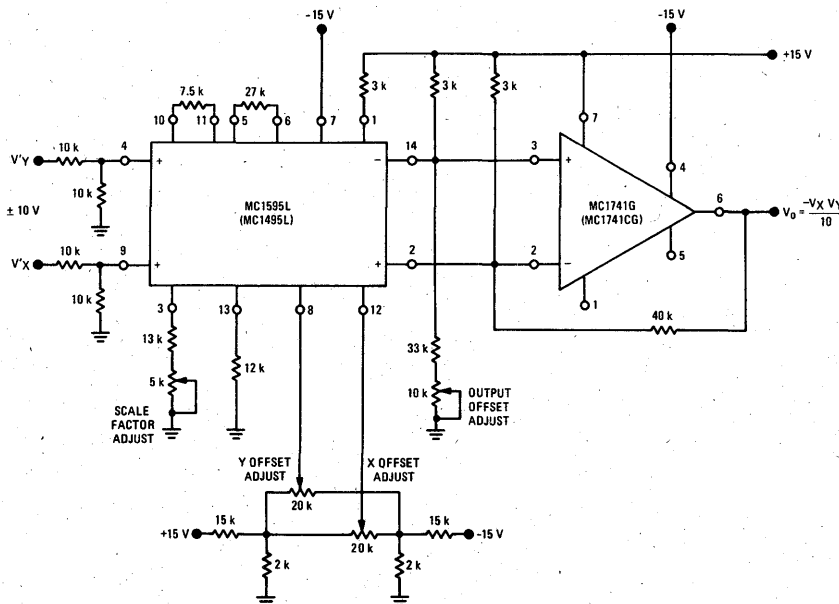 -15 V
-15 V
+15 V
3 k
3 k
3 k
7.5 k
27 k
10
11
5
6
7
1
7
4
V'Y
10 k
4
+
−
14
3
+
10 k
MC1595L
(MC1495L)
MC1741G
(MC1741CG)
6
V₀ = −VX VY / 10
± 10 V
5
V'X
10 k
9
+
+
2
2
−
10 k
1
3
13
8
12
40 k
13 k
12 k
33 k
5 k
10 k
SCALE
FACTOR
ADJUST
OUTPUT
OFFSET
ADJUST
Y OFFSET
ADJUST
X OFFSET
ADJUST
20 k
+15 V
15 k
20 k
15 k
-15 V
2 k
2 k